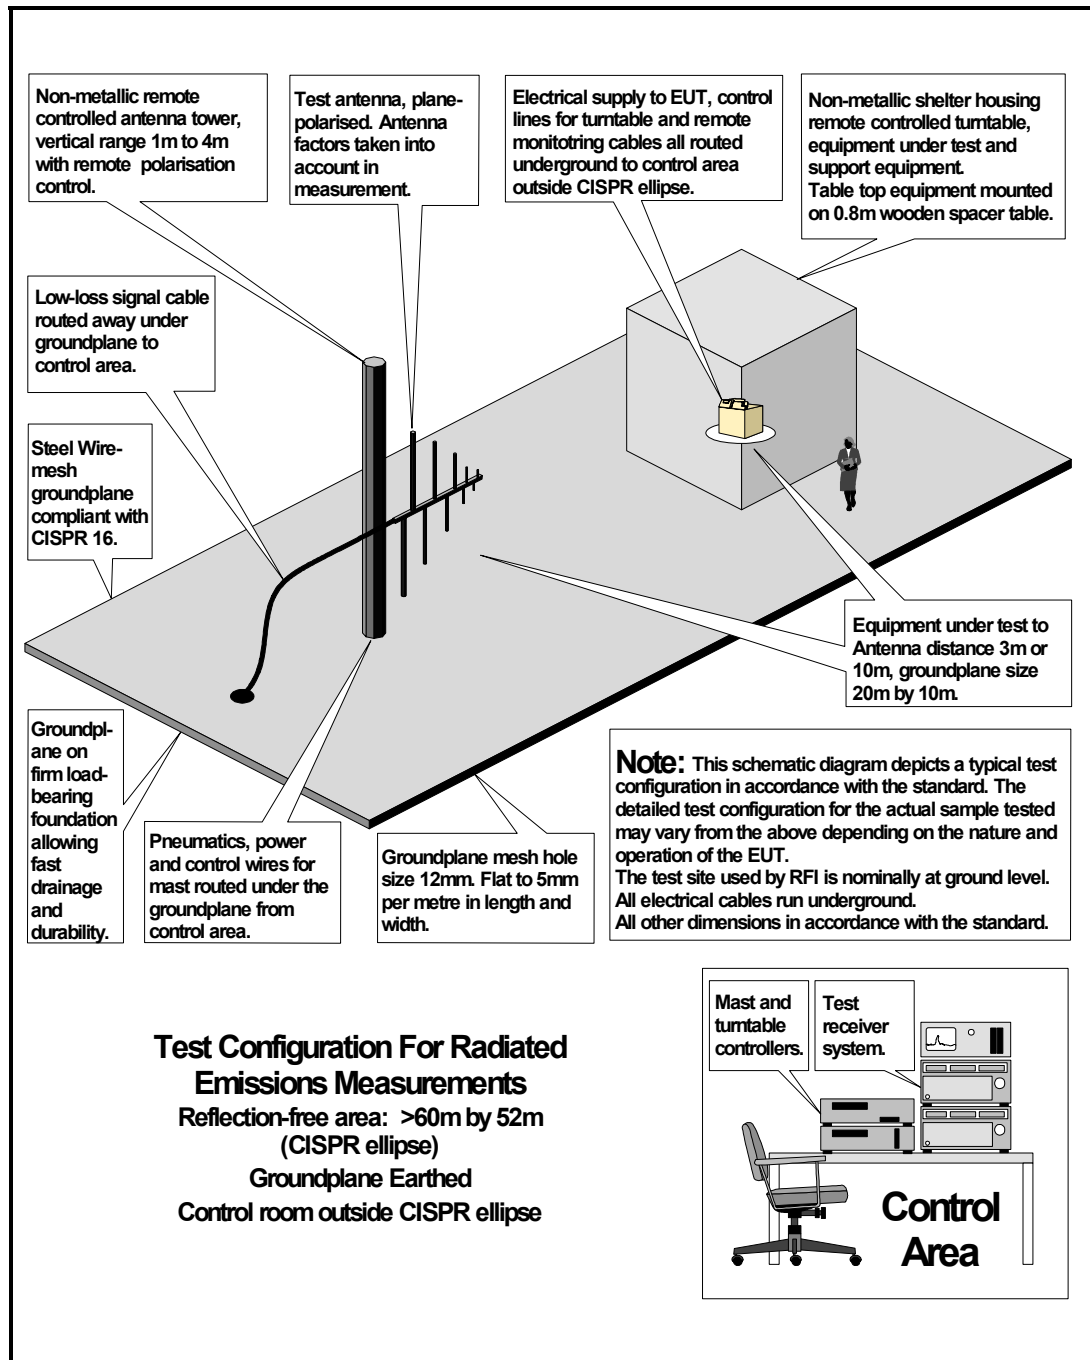 Non-metallic remote
controlled antenna tower,
vertical range 1m to 4m
with remote polarisation
control.
Test antenna, plane-
polarised. Antenna
factors taken into
account in
measurement.
Electrical supply to EUT, control
lines for turntable and remote
monitotring cables all routed
underground to control area
outside CISPR ellipse.
Non-metallic shelter housing
remote controlled turntable,
equipment under test and
support equipment.
Table top equipment mounted
on 0.8m wooden spacer table.
Low-loss signal cable
routed away under
groundplane to
control area.
Steel Wire-
mesh
groundplane
compliant with
CISPR 16.
Equipment under test to
Antenna distance 3m or
10m, groundplane size
20m by 10m.
Groundpl-
ane on
firm load-
bearing
foundation
allowing
fast
drainage
and
durability.
Pneumatics, power
and control wires for
mast routed under the
groundplane from
control area.
Groundplane mesh hole
size 12mm. Flat to 5mm
per metre in length and
width.
Note: This schematic diagram depicts a typical test
configuration in accordance with the standard. The
detailed test configuration for the actual sample tested
may vary from the above depending on the nature and
operation of the EUT.
The test site used by RFI is nominally at ground level.
All electrical cables run underground.
All other dimensions in accordance with the standard.
Test Configuration For Radiated
Emissions Measurements
Reflection-free area: >60m by 52m
(CISPR ellipse)
Groundplane Earthed
Control room outside CISPR ellipse
Mast and
turntable
controllers.
Test
receiver
system.
Control
Area